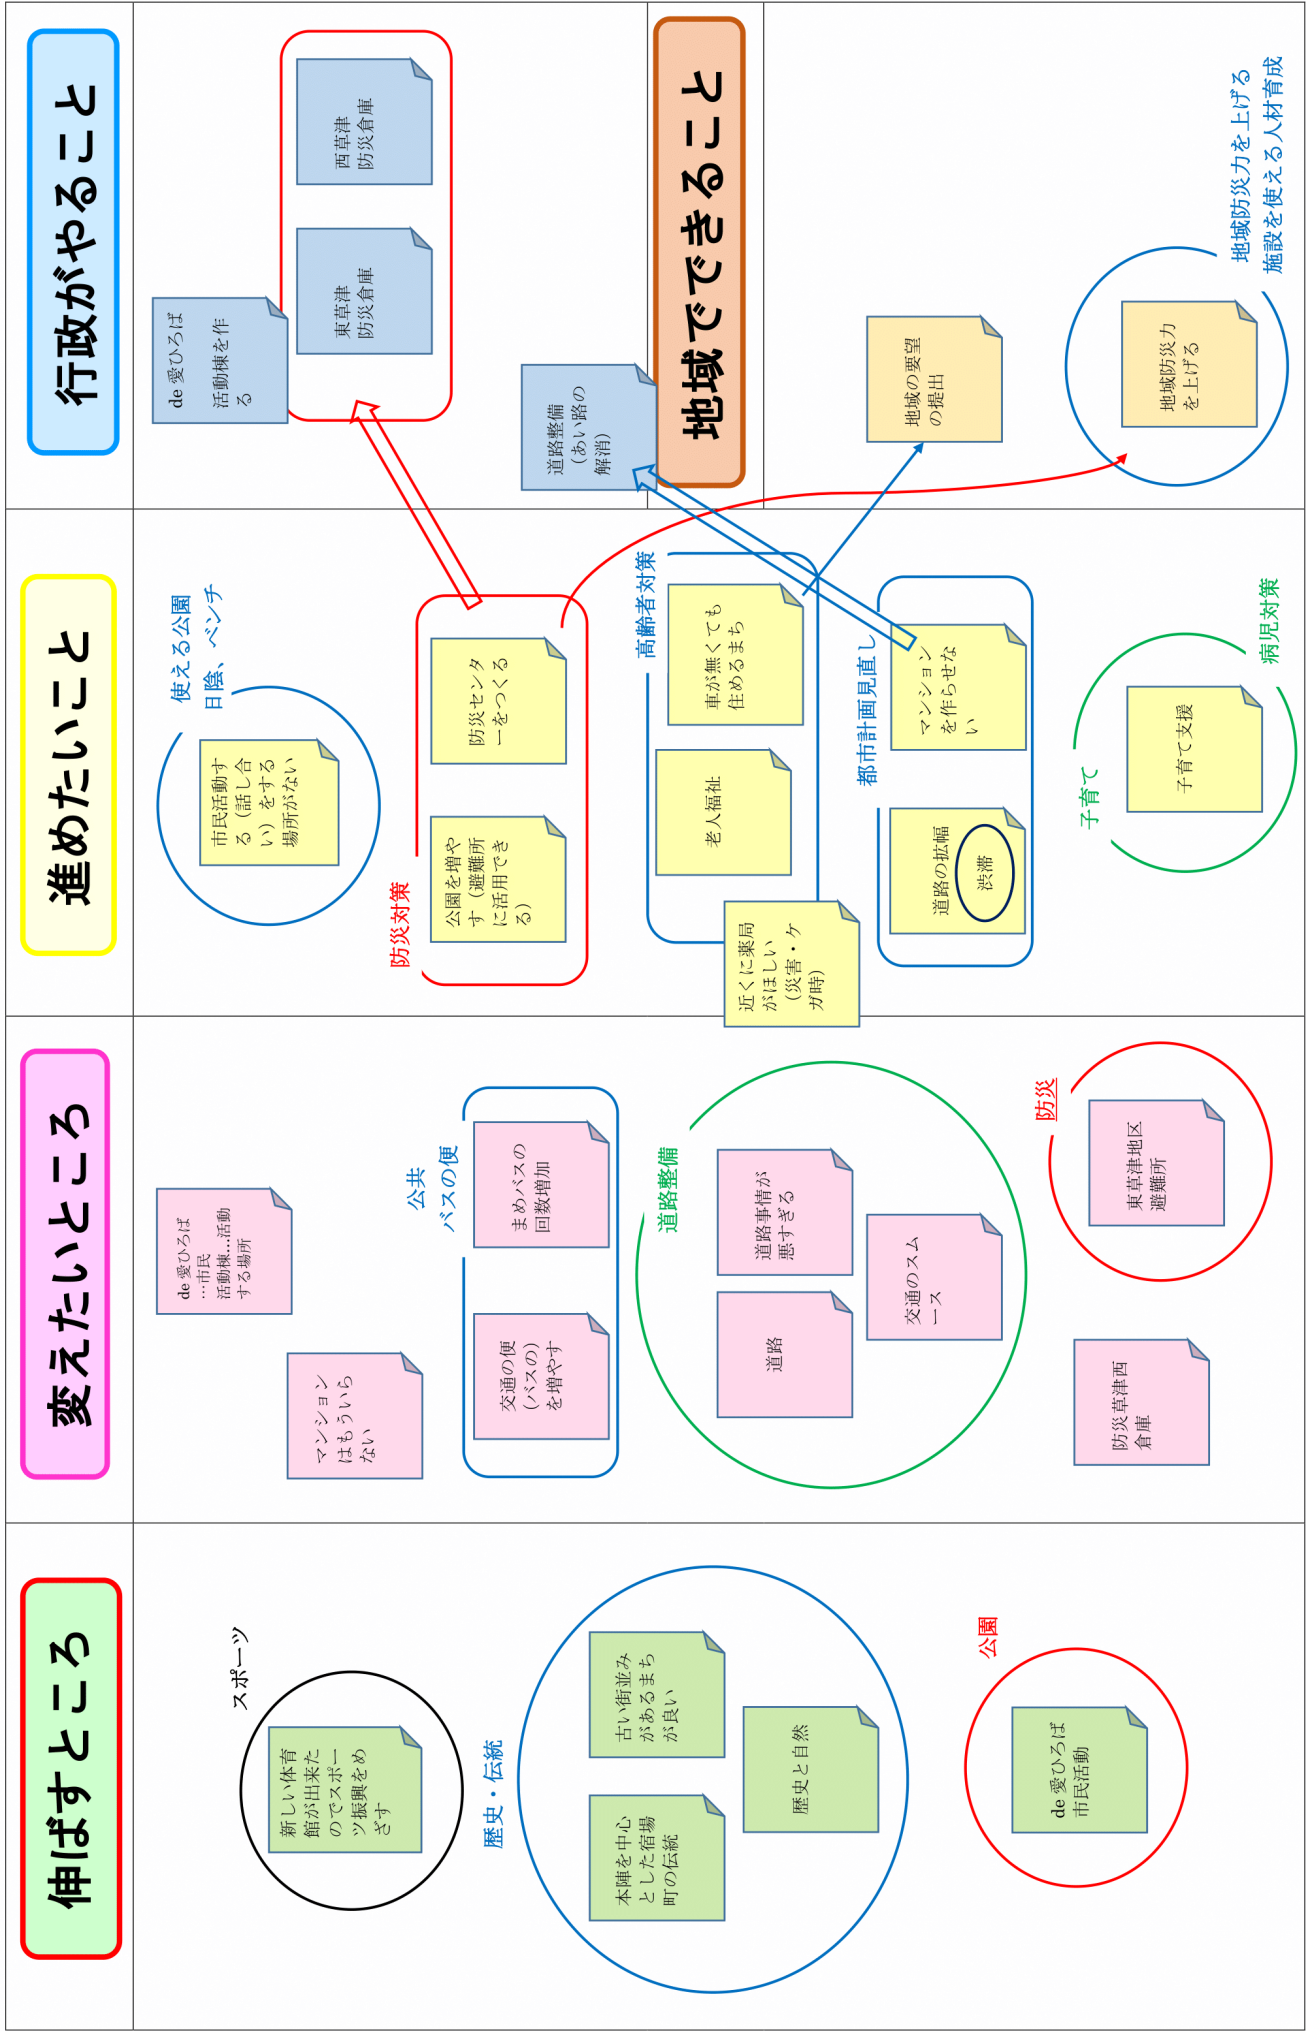 伸ばすところ
スポーツ
新しい体育
館が出来た
のでスポー
ツ振興をめ
ざす
歴史・伝統
本陣を中心
とした宿場
町の伝統
古い街並み
があるまち
が良い
歴史と自然
公園
de 愛ひろば
市民活動
変えたいところ
de 愛ひろば
…市民
活動棟…活動
する場所
マンション
はもういら
ない
公共
バスの便
交通の便
（バスの）
を増やす
まめバスの
回数増加
道路整備
道路
道路事情が
悪すぎる
交通のスム
ース
防災
東草津地区
避難所
防災草津西
倉庫
進めたいこと
使える公園
日陰、ベンチ
市民活動す
る（話し合
い）をする
場所がない
防災対策
公園を増や
す（避難所
に活用でき
る）
防災センタ
ーをつくる
高齢者対策
老人福祉
車が無くても
住めるまち
近くに薬局
がほしい
（災害・ケ
ガ時）
都市計画見直し
道路の拡幅
渋滞
マンション
を作らせな
い
子育て
子育て支援
病児対策
行政がやること
de 愛ひろば
活動棟を作
る
東草津
防災倉庫
西草津
防災倉庫
道路整備
（あい路の
解消）
地域でできること
地域の要望
の提出
地域防災力
を上げる
地域防災力を上げる
施設を使える人材育成